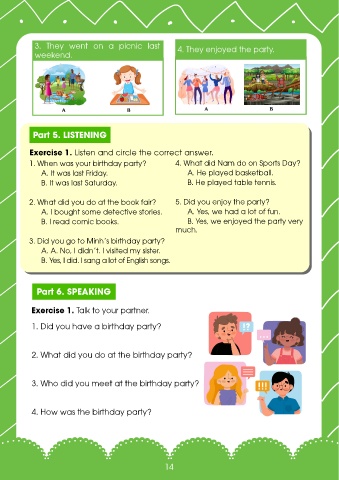 3. They went on a picnic last
weekend.
4. They enjoyed the party.
A
B
A
B
Part 5. LISTENING
Exercise 1. Listen and circle the correct answer.
1. When was your birthday party?
A. It was last Friday.
B. It was last Saturday.
2. What did you do at the book fair?
A. I bought some detective stories.
B. I read comic books.
3. Did you go to Minh's birthday party?
A. A. No, I didn't. I visited my sister.
B. Yes, I did. I sang a lot of English songs.
4. What did Nam do on Sports Day?
A. He played basketball.
B. He played table tennis.
5. Did you enjoy the party?
A. Yes, we had a lot of fun.
B. Yes, we enjoyed the party very
much.
Part 6. SPEAKING
Exercise 1. Talk to your partner.
1. Did you have a birthday party?
2. What did you do at the birthday party?
3. Who did you meet at the birthday party?
4. How was the birthday party?
!?
!!!
14